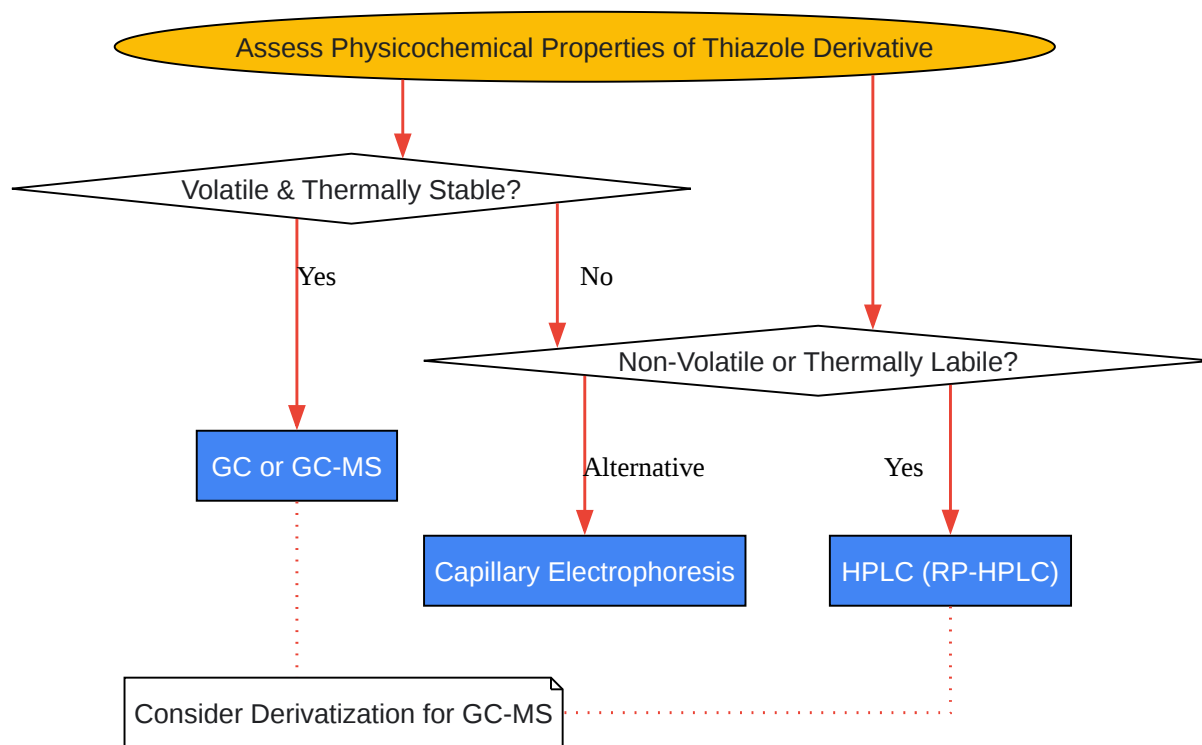 Assess Physicochemical Properties of Thiazole Derivative
Volatile & Thermally Stable?
Yes
No
Non-Volatile or Thermally Labile?
GC or GC-MS
Alternative
Yes
Capillary Electrophoresis
HPLC (RP-HPLC)
Consider Derivatization for GC-MS